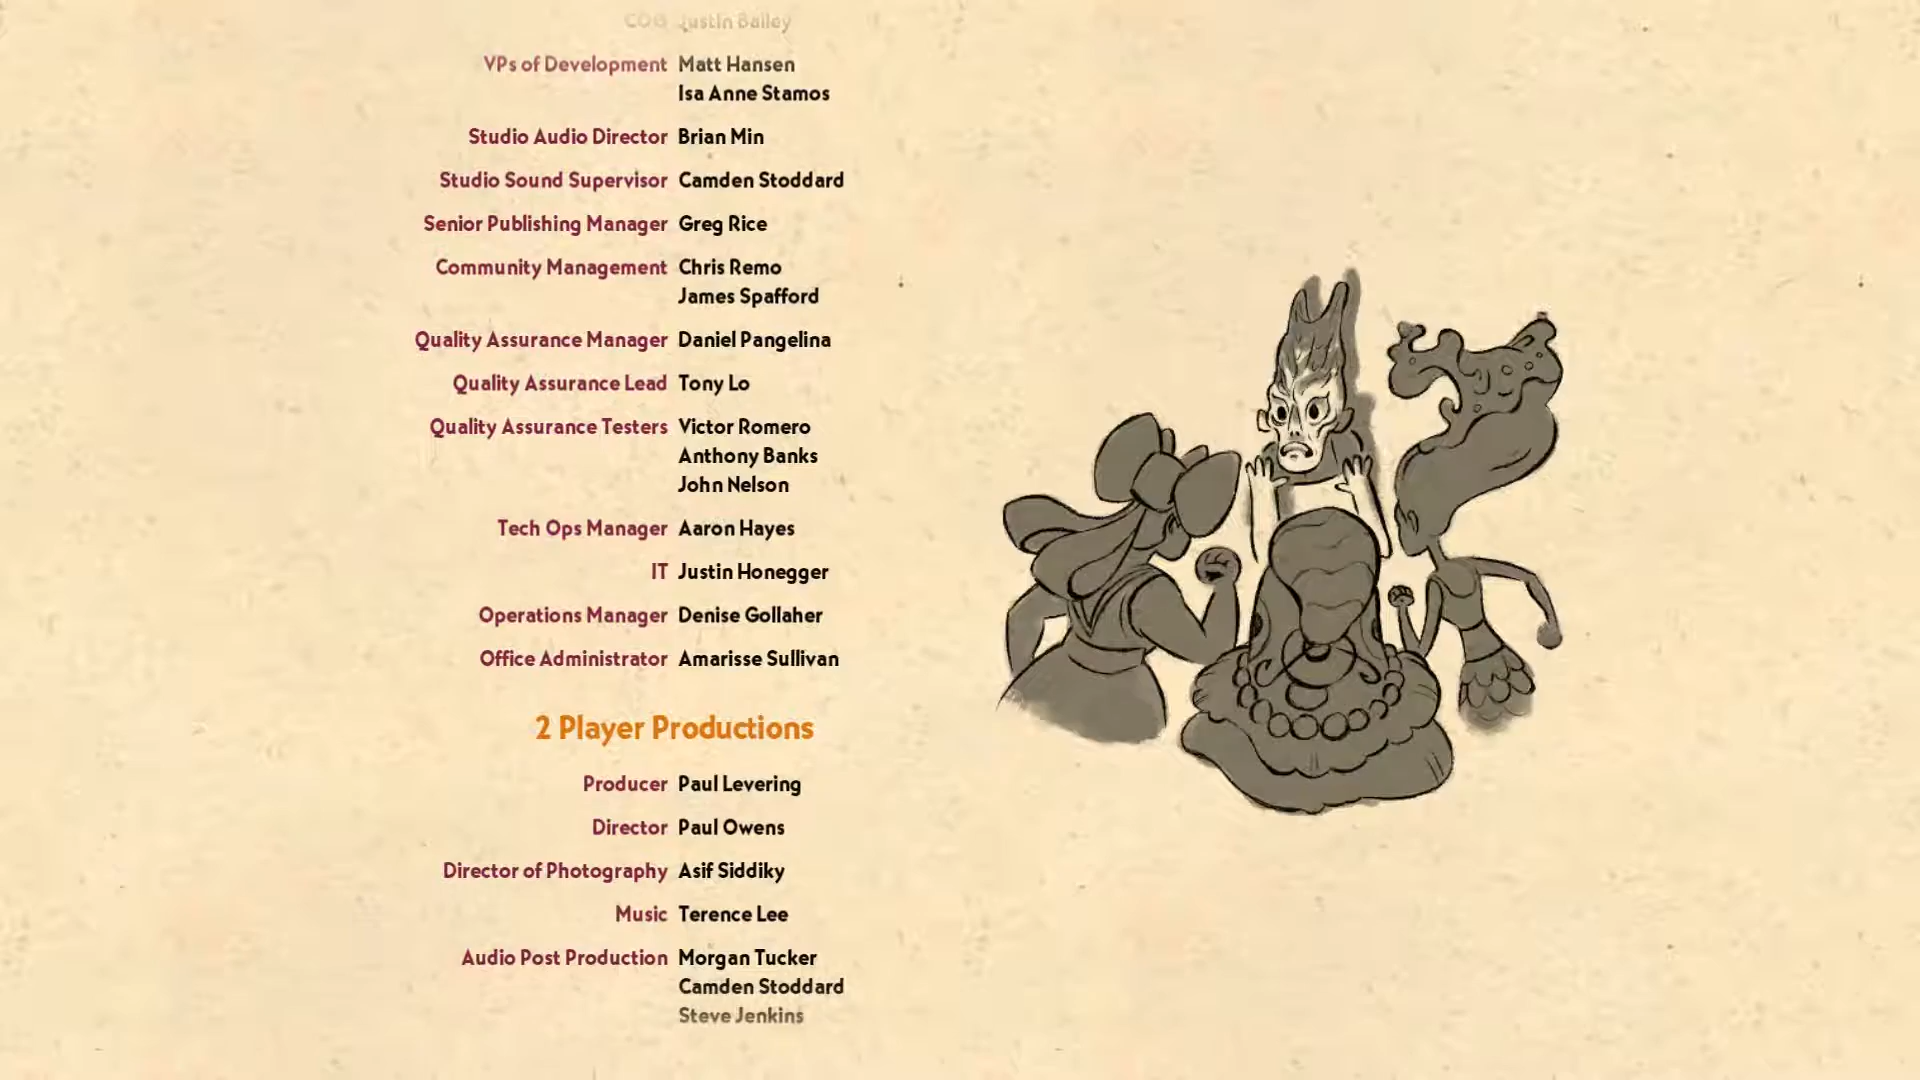 COO Justin Bailey
VPs of Development Matt Hansen
Isa Anne Stamos
Studio Audio Director Brian Min
Studio Sound Supervisor Camden Stoddard
Senior Publishing Manager Greg Rice
Community Management Chris Remo
James Spafford
Quality Assurance Manager Daniel Pangelina
Quality Assurance Lead Tony Lo
Quality Assurance Testers Victor Romero
Anthony Banks
John Nelson
Tech Ops Manager Aaron Hayes
IT Justin Honegger
Operations Manager Denise Gollaher
Office Administrator Amarisse Sullivan
2 Player Productions
Producer Paul Levering
Director Paul Owens
Director of Photography Asif Siddiky
Music Terence Lee
Audio Post Production Morgan Tucker
Camden Stoddard
Steve Jenkins